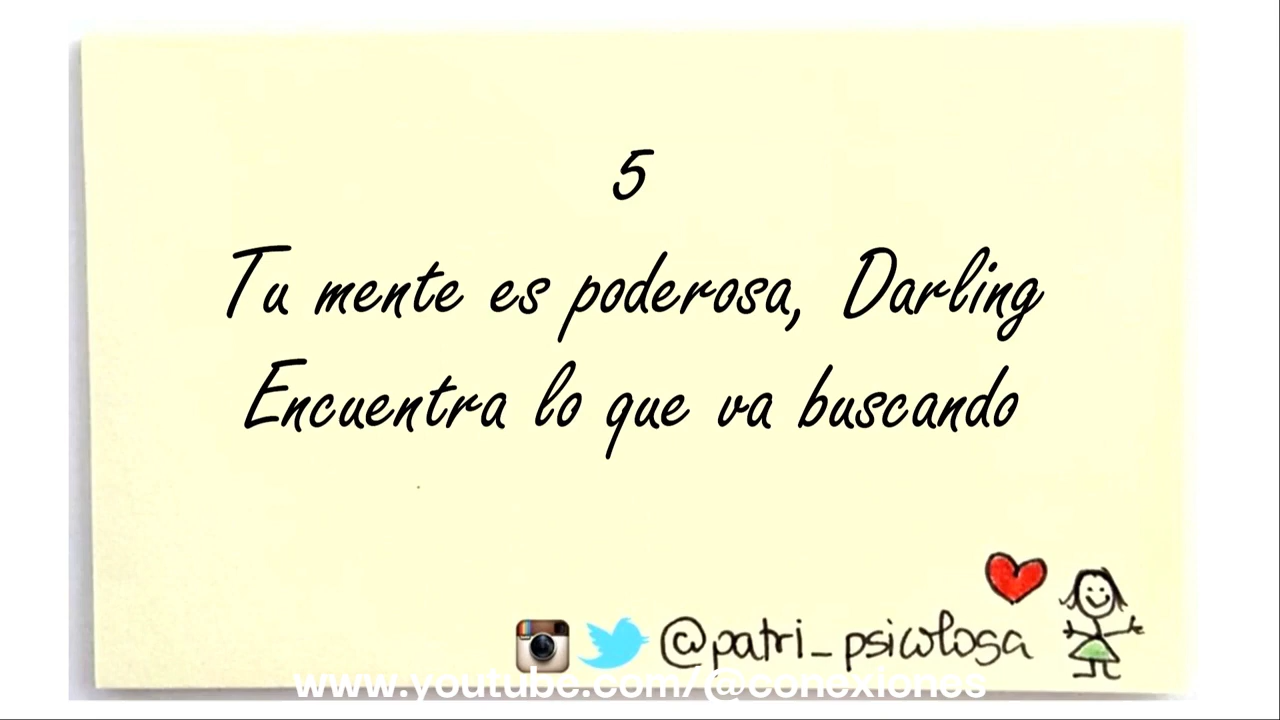 5
Tu mente es poderosa, Darling
Encuentra lo que va buscando
@patri_psicologa
www.youtube.com/@conexiones